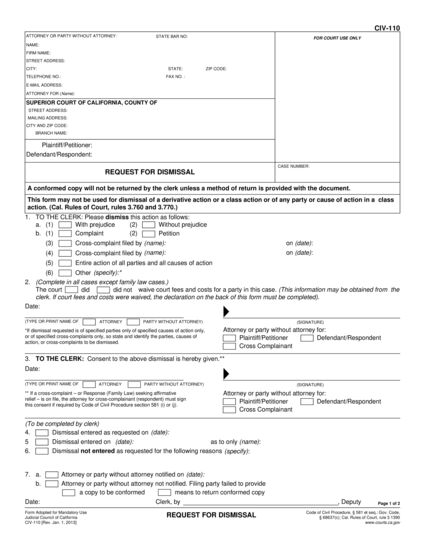 CIV-110
ATTORNEY OR PARTY WITHOUT ATTORNEY: STATE BAR NO: FOR COURT USE ONLY
NAME:
FIRM NAME:
STREET ADDRESS:
CITY: STATE: ZIP CODE:
TELEPHONE NO.: FAX NO. :
E-MAIL ADDRESS:
ATTORNEY FOR (Name):
SUPERIOR COURT OF CALIFORNIA, COUNTY OF
STREET ADDRESS:
MAILING ADDRESS:
CITY AND ZIP CODE:
BRANCH NAME:
Plaintiff/Petitioner:
Defendant/Respondent:
REQUEST FOR DISMISSAL
CASE NUMBER:
A conformed copy will not be returned by the clerk unless a method of return is provided with the document.
This form may not be used for dismissal of a derivative action or a class action or of any party or cause of action in a class
action. (Cal. Rules of Court, rules 3.760 and 3.770.)
1. TO THE CLERK: Please dismiss this action as follows:
a. (1) With prejudice (2) Without prejudice
b. (1) Complaint (2) Petition
(3) Cross-complaint filed by (name): on (date):
(4) Cross-complaint filed by (name): on (date):
(5) Entire action of all parties and all causes of action
(6) Other (specify):*
2. (Complete in all cases except family law cases.)
The court did did not waive court fees and costs for a party in this case. (This information may be obtained from the
clerk. If court fees and costs were waived, the declaration on the back of this form must be completed).
Date:
(TYPE OR PRINT NAME OF ATTORNEY PARTY WITHOUT ATTORNEY) (SIGNATURE)
*If dismissal requested is of specified parties only of specified causes of action only,
or of specified cross-complaints only, so state and identify the parties, causes of
action, or cross-complaints to be dismissed.
Attorney or party without attorney for:
Plaintiff/Petitioner Defendant/Respondent
Cross Complainant
3. TO THE CLERK: Consent to the above dismissal is hereby given.**
Date:
(TYPE OR PRINT NAME OF ATTORNEY PARTY WITHOUT ATTORNEY) (SIGNATURE)
** If a cross-complaint – or Response (Family Law) seeking affirmative
relief – is on file, the attorney for cross-complainant (respondent) must sign
this consent if required by Code of Civil Procedure section 581 (i) or (j).
Attorney or party without attorney for:
Plaintiff/Petitioner Defendant/Respondent
Cross Complainant
(To be completed by clerk)
4. Dismissal entered as requested on (date):
5 Dismissal entered on (date): as to only (name):
6. Dismissal not entered as requested for the following reasons (specify):
7. a. Attorney or party without attorney notified on (date):
b. Attorney or party without attorney not notified. Filing party failed to provide
a copy to be conformed means to return conformed copy
Date: Clerk, by , Deputy Page 1 of 2
Form Adopted for Mandatory Use
Judicial Council of California
CIV-110 [Rev. Jan. 1, 2013]
REQUEST FOR DISMISSAL
Code of Civil Procedure, § 581 et seq.; Gov. Code,
§ 68637(c); Cal. Rules of Court, rule 3.1390
www.courts.ca.gov